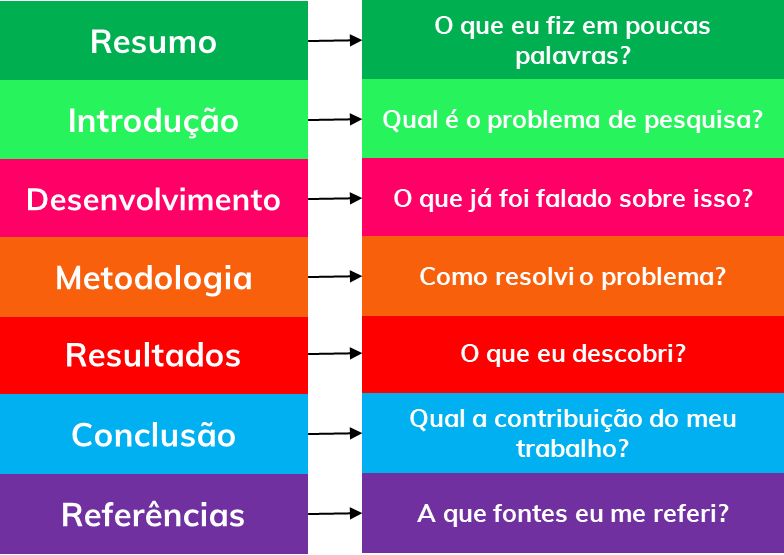 Resumo
O que eu fiz em poucas
palavras?
Introdução
Qual é o problema de pesquisa?
Desenvolvimento
O que já foi falado sobre isso?
Metodologia
Como resolvi o problema?
Resultados
O que eu descobri?
Conclusão
Qual a contribuição do meu
trabalho?
Referências
A que fontes eu me referi?